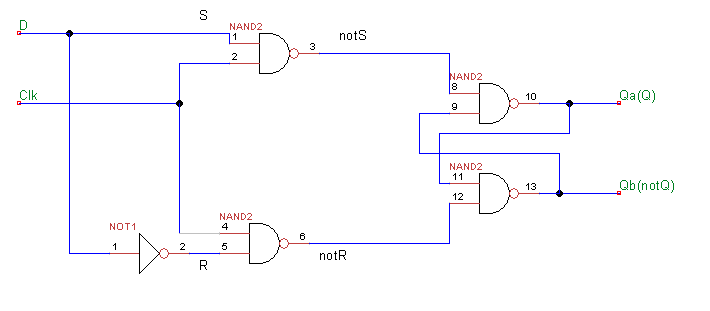 S
D
NAND2
1
notS
3
2
NAND2
8
Clk
10
Qa(Q)
9
NAND2
11
13
Qb(notQ)
12
NAND2
NOT1
4
6
1
2
5
notR
R